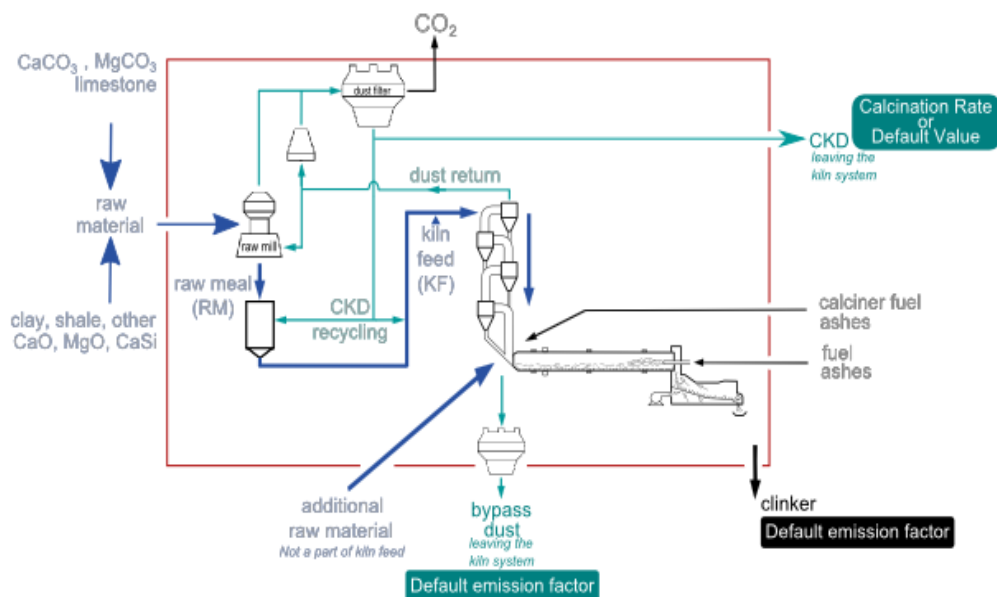 CO₂
CaCO₃ , MgCO₃
limestone
dust filter
Calcination Rate
or
Default Value
CKD
leaving the
kiln system
dust return
raw
material
raw mill
kiln
feed
(KF)
raw meal
(RM)
CKD
recycling
clay, shale, other
CaO, MgO, CaSi
calciner fuel
ashes
fuel
ashes
additional
raw material
Not a part of kiln feed
bypass
dust
leaving the
kiln system
Default emission factor
clinker
Default emission factor